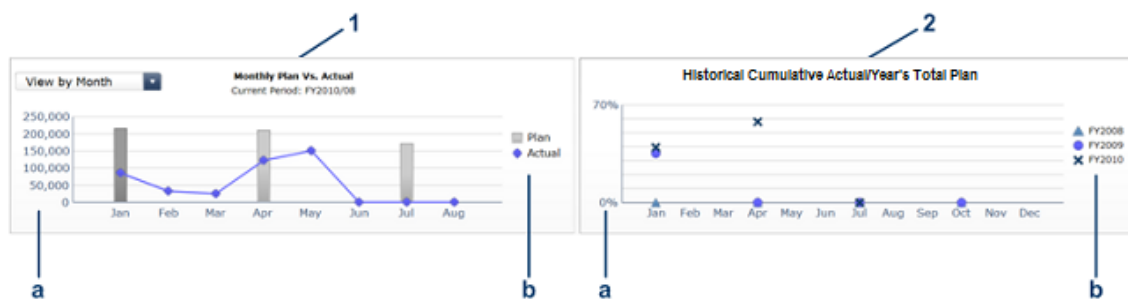 1
2
View by Month
Monthly Plan Vs. Actual
Current Period: FY2010/08
250,000
200,000
150,000
100,000
50,000
0
Jan Feb Mar Apr May Jun Jul Aug
Plan
Actual
Historical Cumulative Actual/Year's Total Plan
70%
0%
Jan Feb Mar Apr May Jun Jul Aug Sep Oct Nov Dec
FY2008
FY2009
FY2010
a
b
a
b